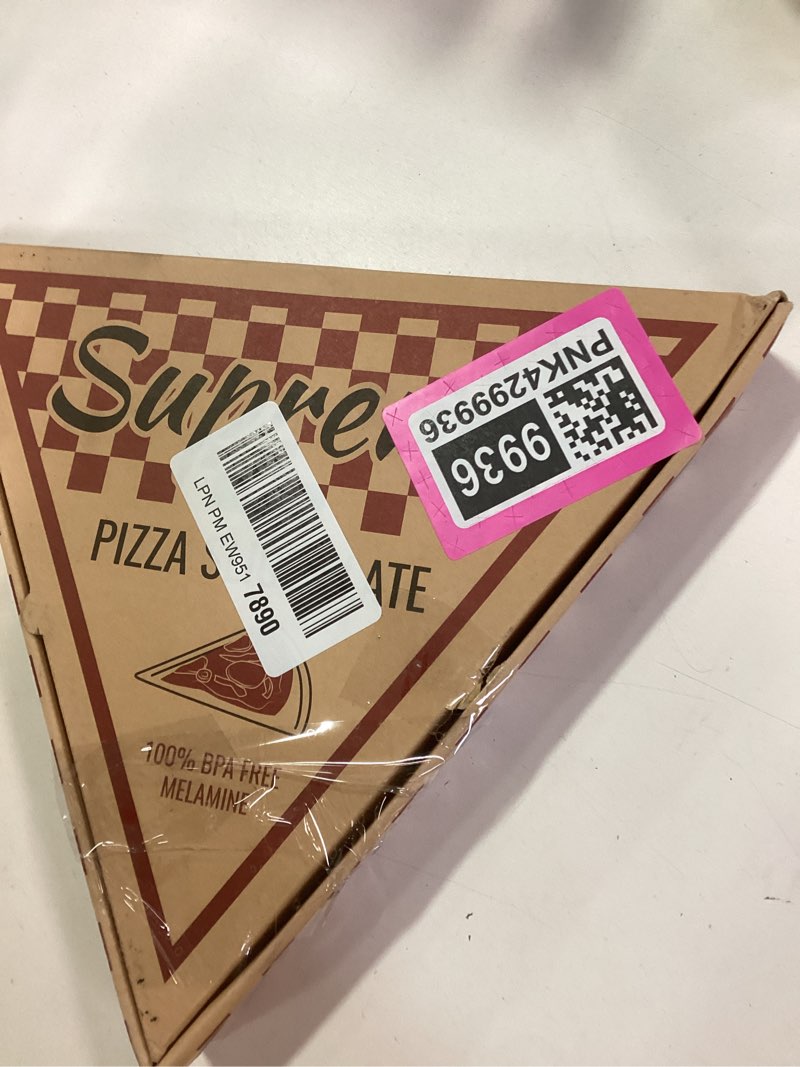 Supre
PIZZA S ATE
100% BPA FREE
MELAMINE
LPN PM EW951 7890
PNK4299936
9936